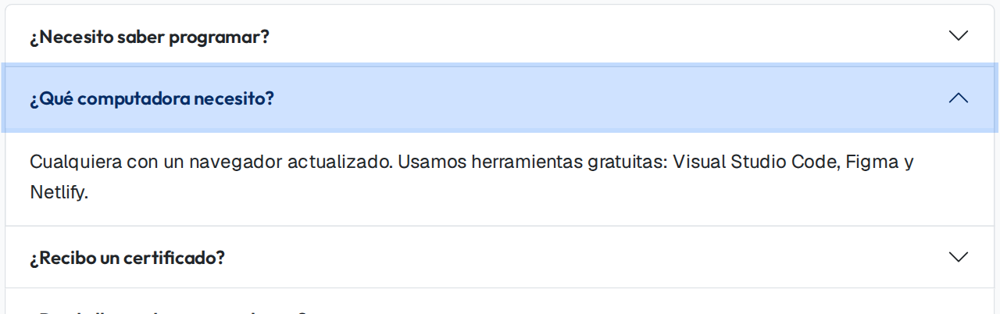 ¿Necesito saber programar?
¿Qué computadora necesito?
Cualquiera con un navegador actualizado. Usamos herramientas gratuitas: Visual Studio Code, Figma y
Netlify.
¿Recibo un certificado?